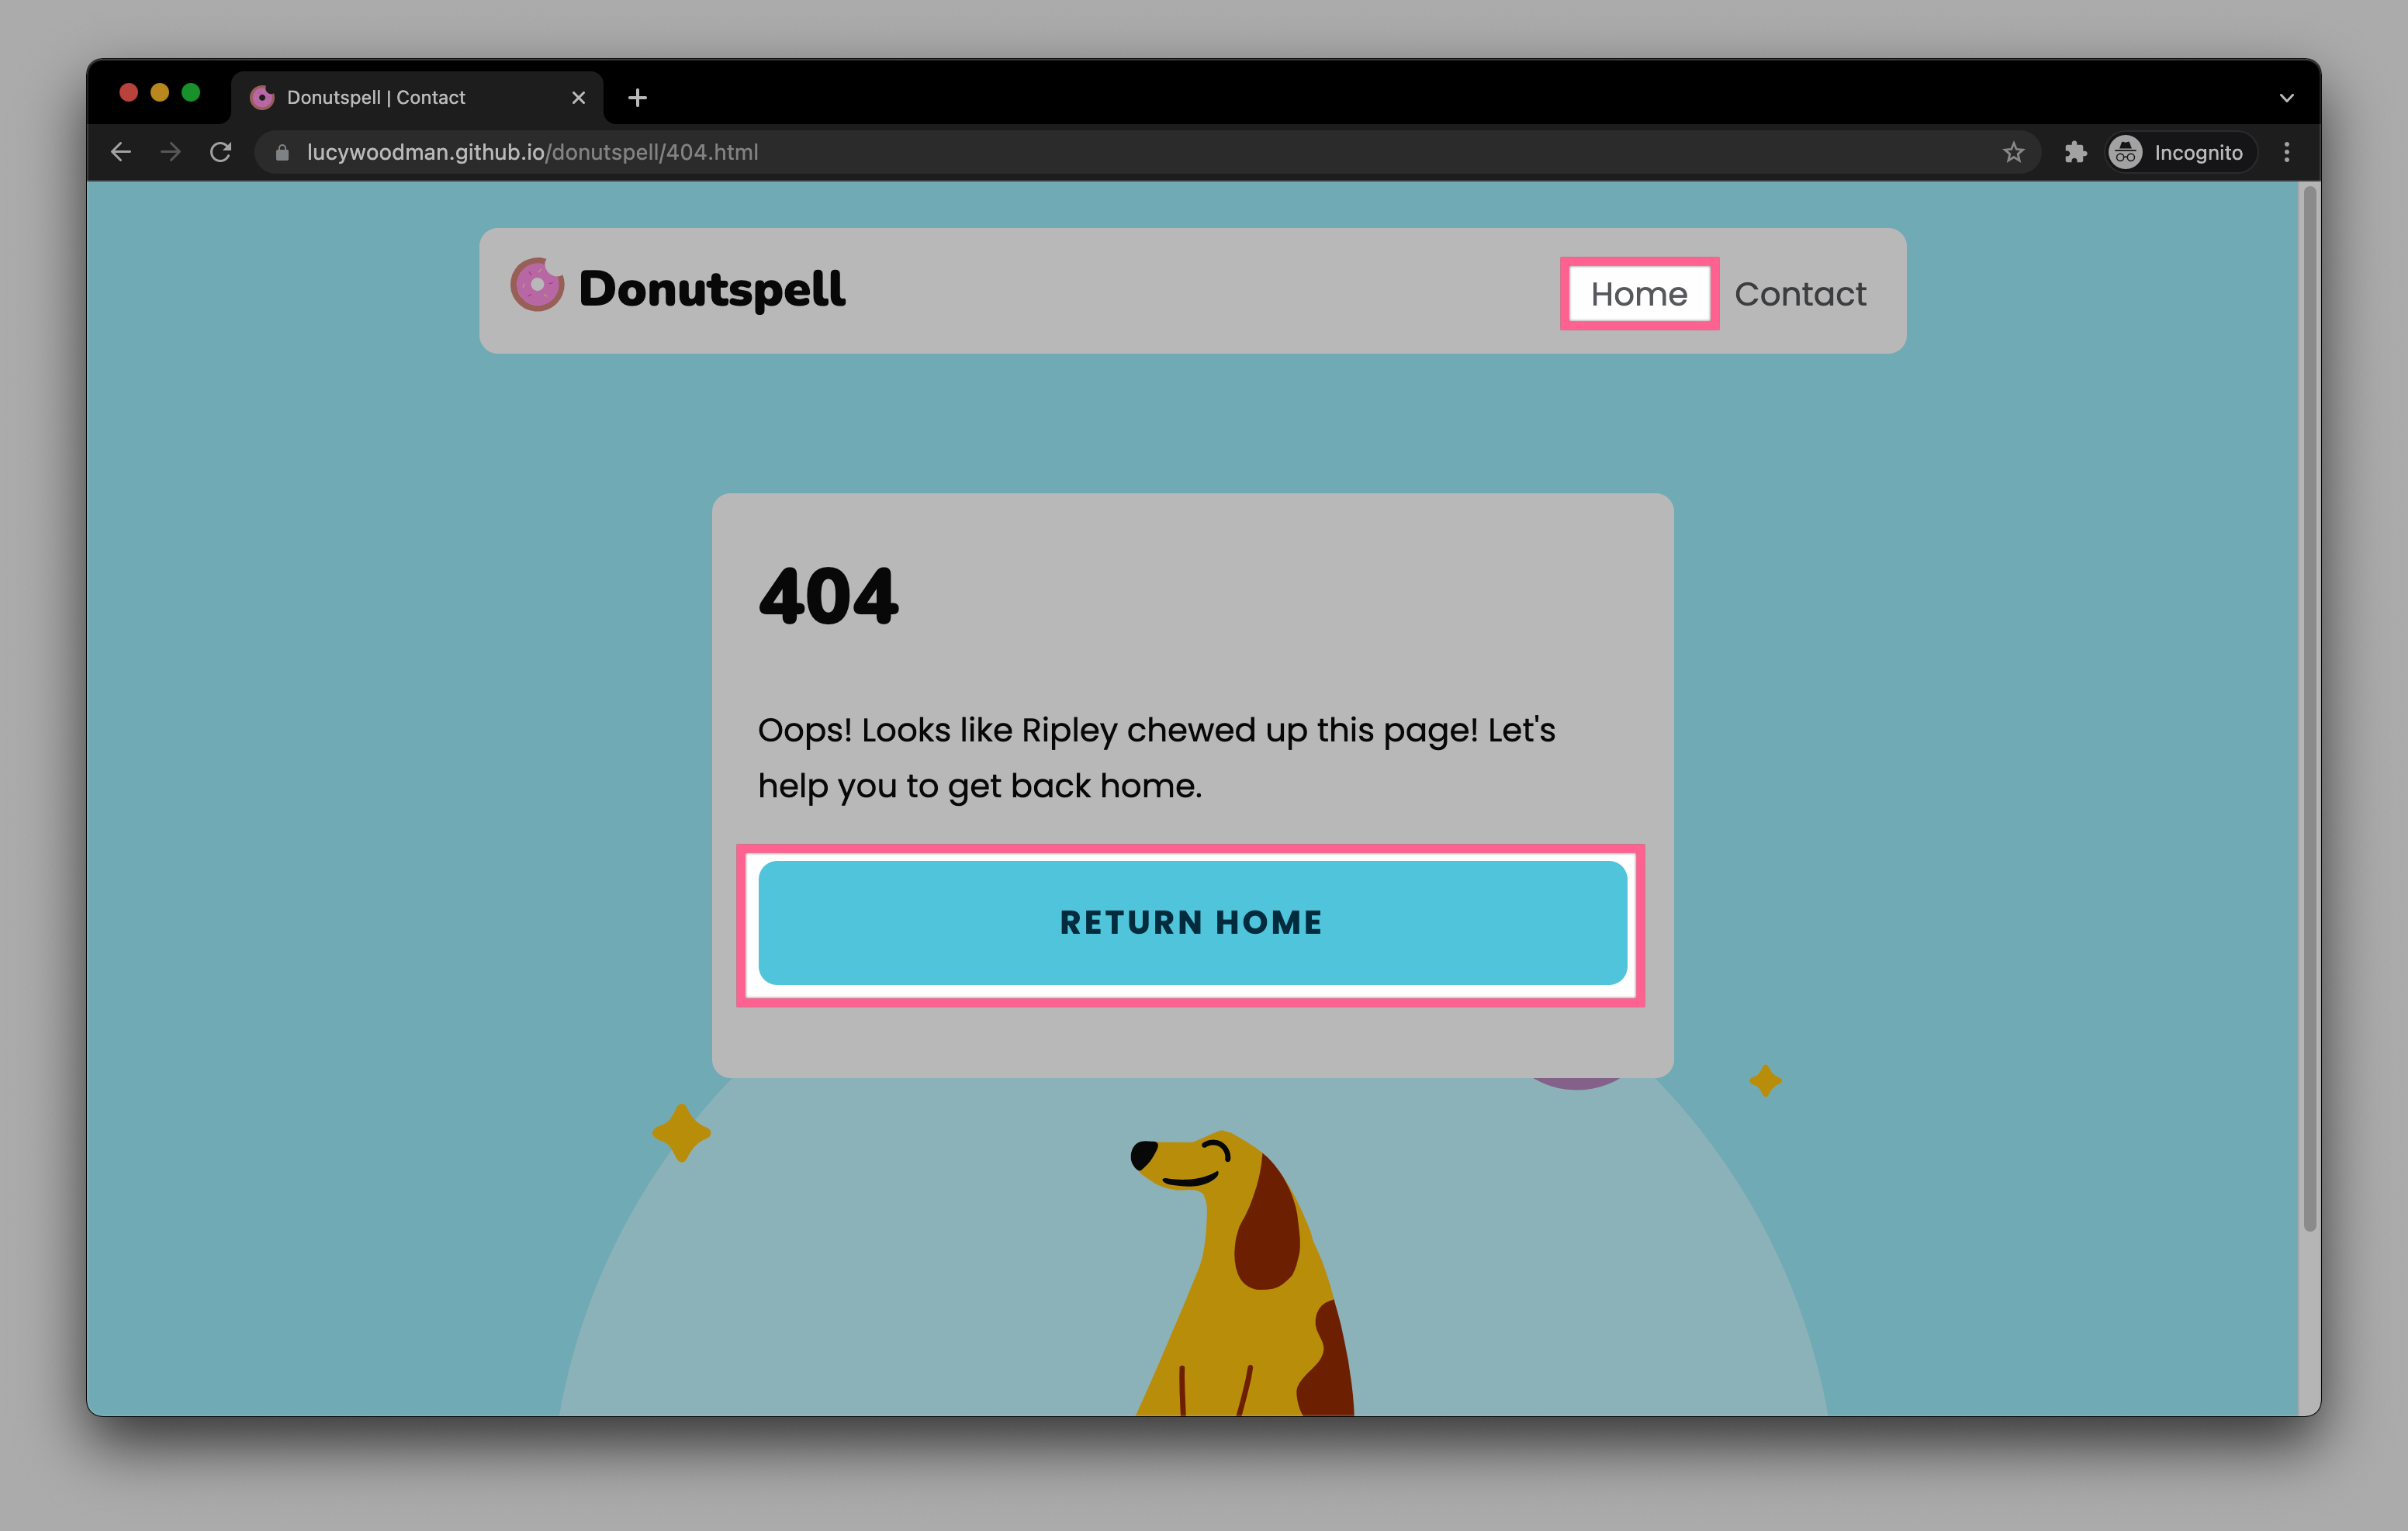 Donutspell | Contact
lucywoodman.github.io/donutspell/404.html
Incognito
Donutspell
Home
Contact
404
Oops! Looks like Ripley chewed up this page! Let's
help you to get back home.
RETURN HOME